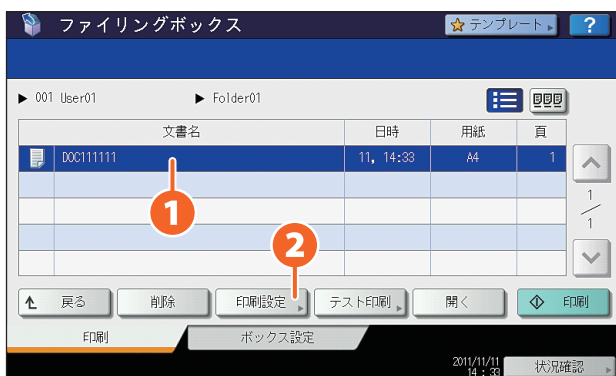 ファイリングボックス
テンプレート
?
001 User01
Folder01
文書名 日時 用紙 頁
DOC111111 11, 14:33 A4 1
1
1
1
2
戻る 削除 印刷設定 テスト印刷 開く 印刷
印刷 ボックス設定
2011/11/11
14 : 33
状況確認